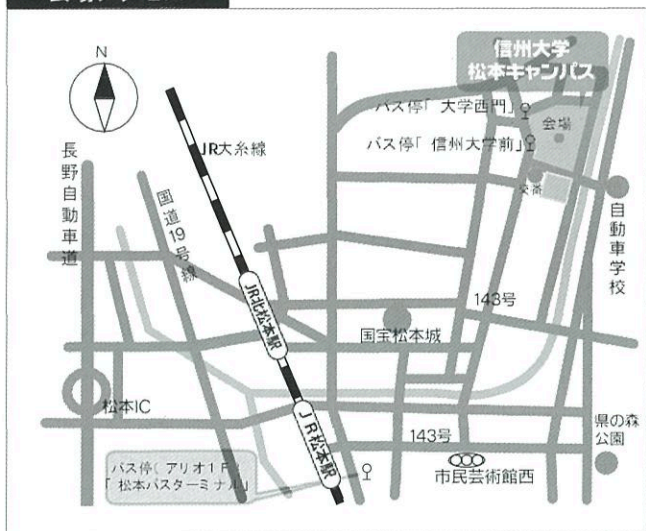 N
信州大学
松本キャンパス
バス停「大学西門」
会場
バス停「信州大学前」
交番
JR大糸線
長野自動車道
国道19号線
自動車学校
JR北松本駅
143号
国宝松本城
松本IC
JR松本駅
143号
県の森
公園
市民芸術館西
バス停(アリオ1F)
「松本バスターミナル」